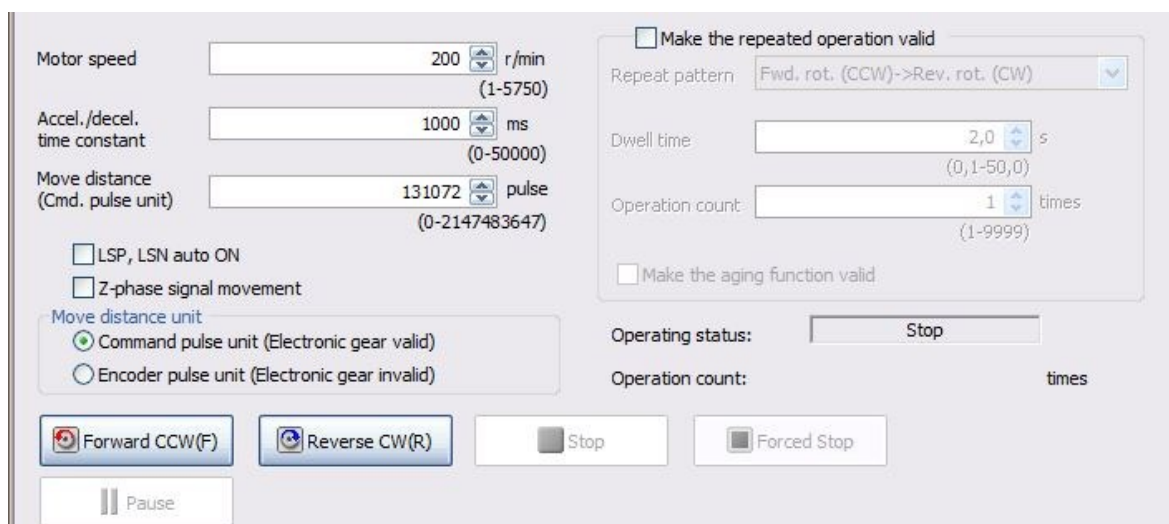 Motor speed
200 r/min
(1-5750)
Accel./decel.
time constant
1000 ms
(0-50000)
Move distance
(Cmd. pulse unit)
131072 pulse
(0-2147483647)
LSP, LSN auto ON
Z-phase signal movement
Move distance unit
Command pulse unit (Electronic gear valid)
Encoder pulse unit (Electronic gear invalid)
Make the repeated operation valid
Repeat pattern Fwd. rot. (CCW)->Rev. rot. (CW)
Dwell time 2,0 s
(0,1-50,0)
Operation count 1 times
(1-9999)
Make the aging function valid
Operating status: Stop
Operation count: times
Forward CCW(F) Reverse CW(R) Stop Forced Stop
Pause